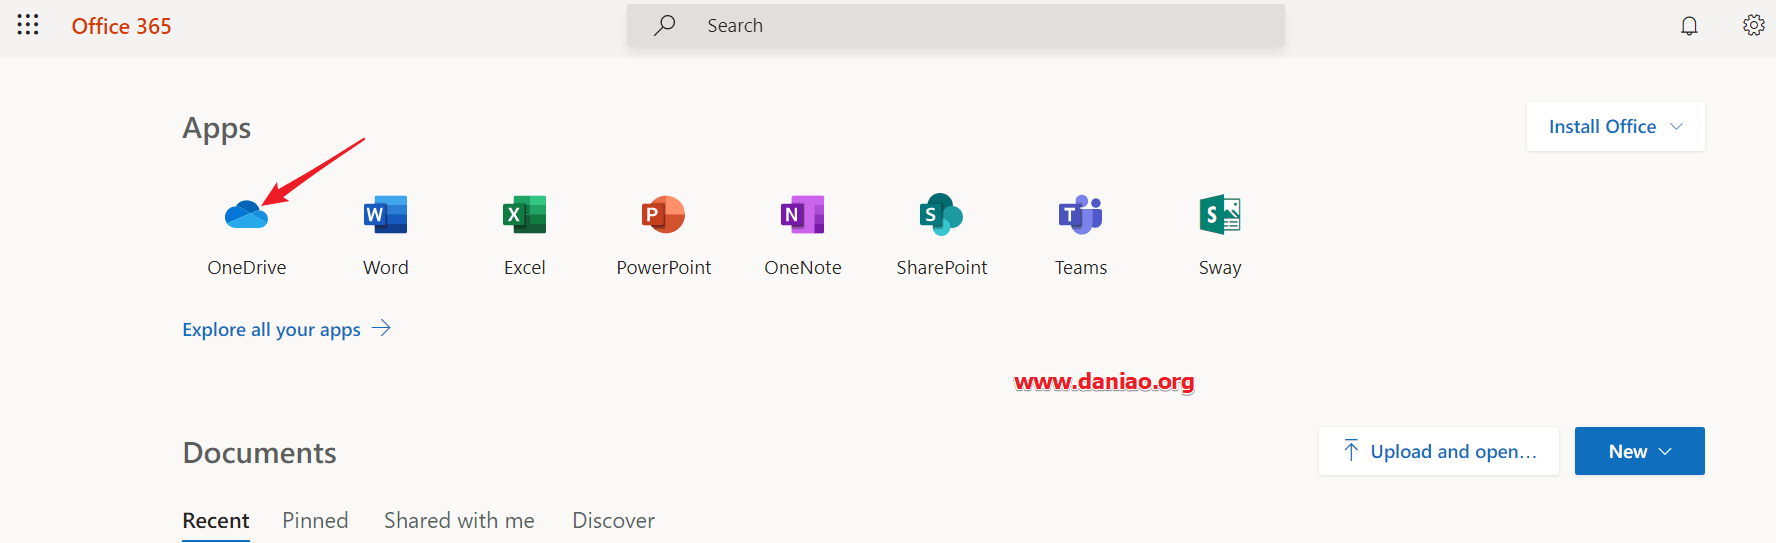 Office 365
Search
Apps
Install Office
OneDrive
Word
Excel
PowerPoint
OneNote
SharePoint
Teams
Sway
Explore all your apps
www.daniao.org
Documents
Upload and open...
New
Recent
Pinned
Shared with me
Discover